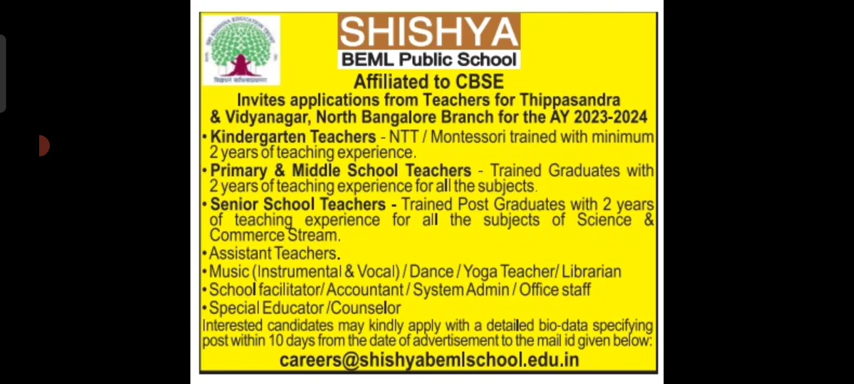 SHISHYA
BEML Public School
Affiliated to CBSE
Invites applications from Teachers for Thippasandra
& Vidyanagar, North Bangalore Branch for the AY 2023-2024
• Kindergarten Teachers - NTT / Montessori trained with minimum
2 years of teaching experience.
• Primary & Middle School Teachers - Trained Graduates with
2 years of teaching experience for all the subjects.
• Senior School Teachers - Trained Post Graduates with 2 years
of teaching experience for all the subjects of Science &
Commerce Stream.
• Assistant Teachers.
• Music (Instrumental & Vocal) / Dance / Yoga Teacher/ Librarian
• School facilitator/ Accountant / System Admin / Office staff
• Special Educator /Counselor
Interested candidates may kindly apply with a detailed bio-data specifying
post within 10 days from the date of advertisement to the mail id given below:
careers@shishyabemlschool.edu.in